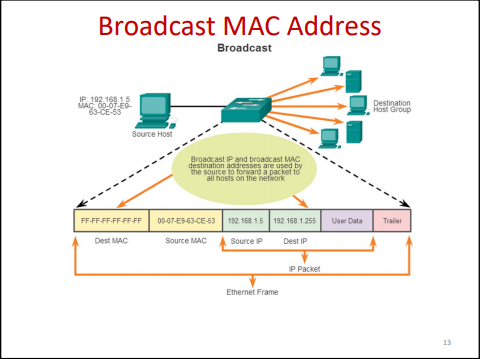 Broadcast MAC Address
Broadcast
IP: 192.168.1.5
MAC: 00-07-E9-
63-CE-53
Source Host
Destination
Host Group
Broadcast IP and broadcast MAC
destination addresses are used by
the source to forward a packet to
all hosts on the network
FF-FF-FF-FF-FF-FF 00-07-E9-63-CE-53 192.168.1.5 192.168.1.255 User Data Trailer
Dest MAC Source MAC Source IP Dest IP
IP Packet
Ethernet Frame
13